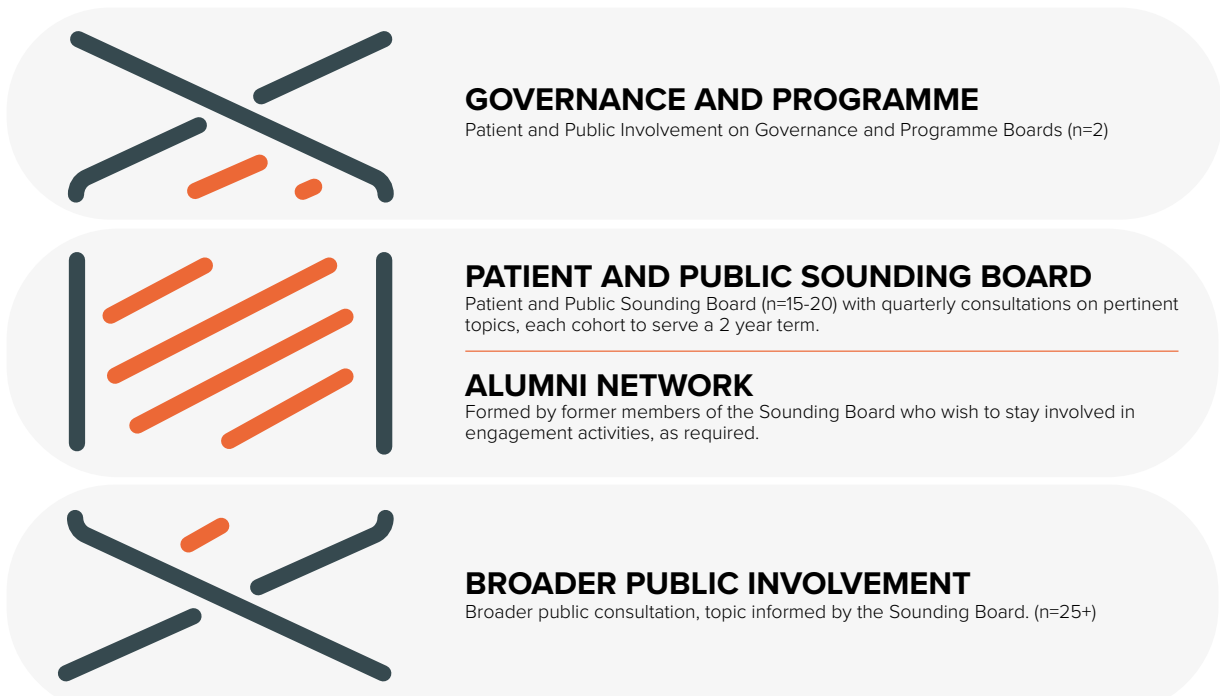 GOVERNANCE AND PROGRAMME
Patient and Public Involvement on Governance and Programme Boards (n=2)
PATIENT AND PUBLIC SOUNDING BOARD
Patient and Public Sounding Board (n=15-20) with quarterly consultations on pertinent
topics, each cohort to serve a 2 year term.
ALUMNI NETWORK
Formed by former members of the Sounding Board who wish to stay involved in
engagement activities, as required.
BROADER PUBLIC INVOLVEMENT
Broader public consultation, topic informed by the Sounding Board. (n=25+)